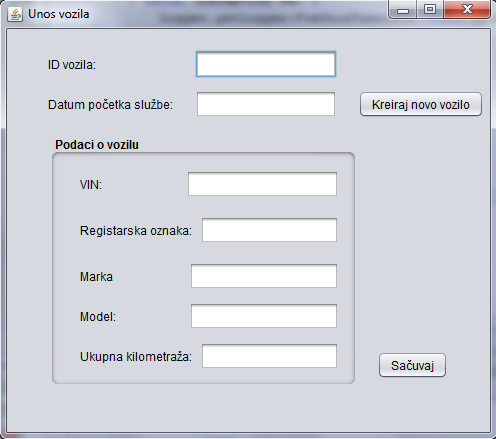 Unos vozila
ID vozila:
Datum početka službe:
Kreiraj novo vozilo
Podaci o vozilu
VIN:
Registarska oznaka:
Marka
Model:
Ukupna kilometraža:
Sačuvaj